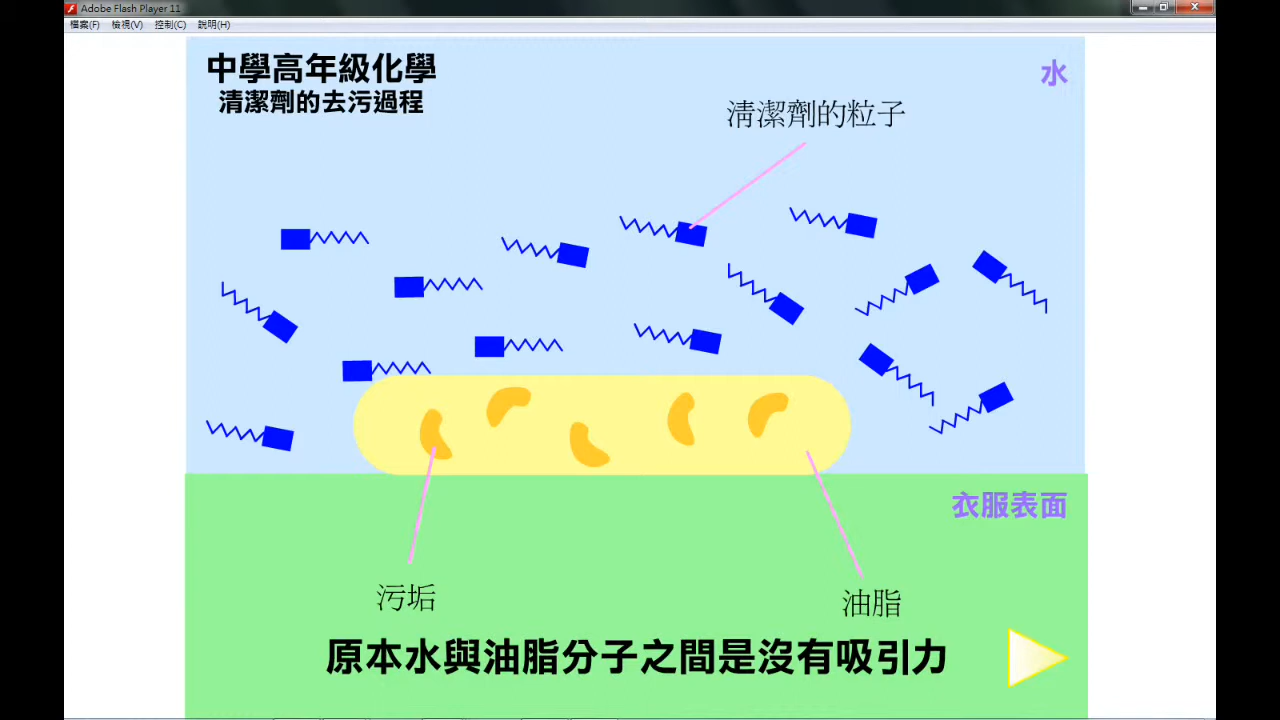 Adobe Flash Player 11
檔案(F) 檢視(V) 控制(C) 說明(H)
中學高年級化學
清潔劑的去污過程
水
清潔劑的粒子
衣服表面
污垢
油脂
原本水與油脂分子之間是沒有吸引力